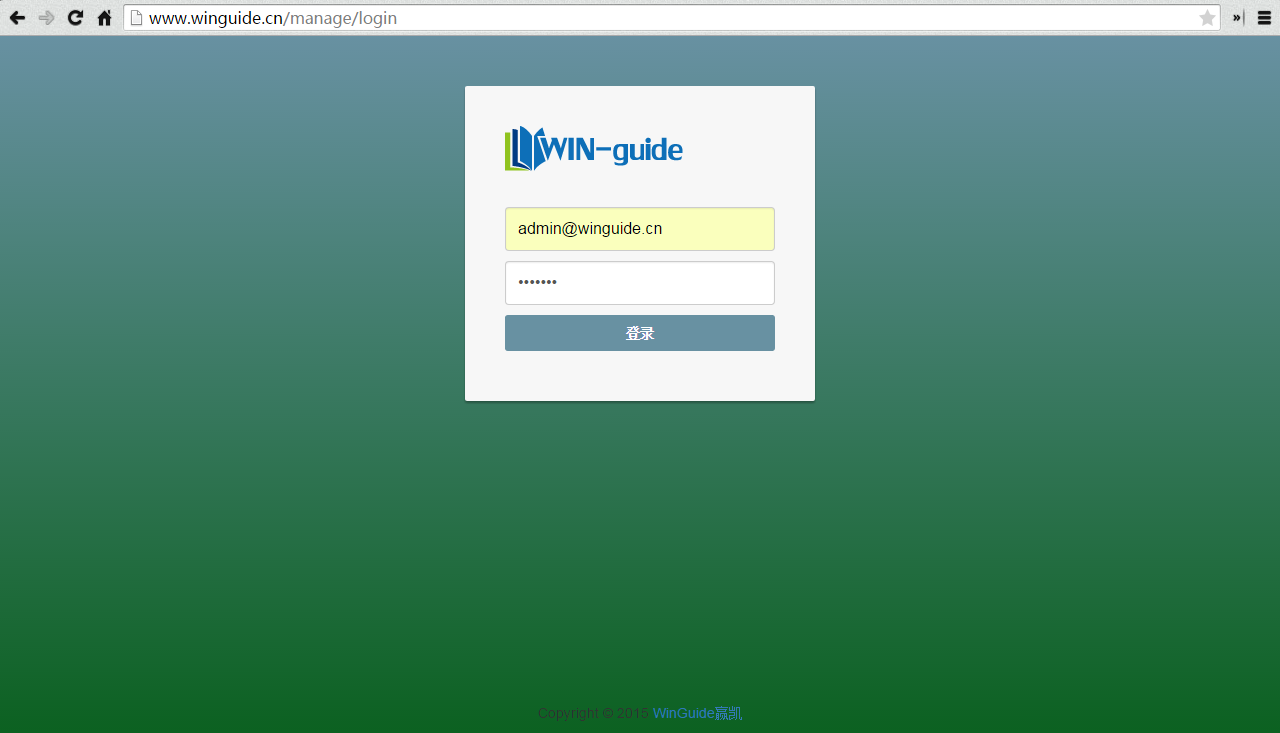 www.winguide.cn/manage/login
»
WIN-guide
admin@winguide.cn
•••••••
登录
Copyright © 2015 WinGuide赢凯